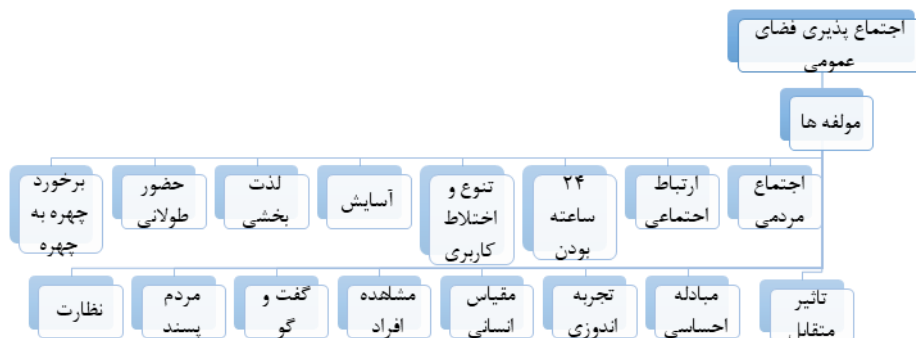 اجتماع پذیری فضای
عمومی
مولفه ها
اجتماع
مردمی
ارتباط
احتماعی
۲۴
ساعته
بودن
تنوع و
اختلاط
کاربری
آسایش
لذت
بخشی
حضور
طولانی
برخورد
چهره به
چهره
تاثیر
متقابل
مبادله
احساسی
تجربه
اندوزی
مقیاس
انسانی
مشاهده
افراد
گفت و
گو
مردم
پسند
نظارت